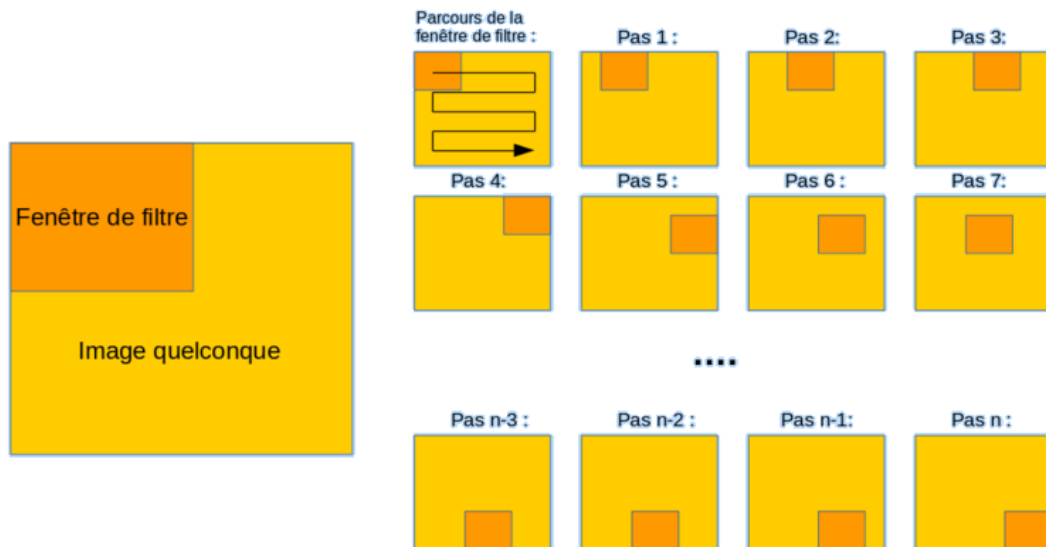 Parcours de la
fenêtre de filtre :
Pas 1 :
Pas 2:
Pas 3:
Pas 4:
Pas 5 :
Pas 6 :
Pas 7:
Fenêtre de filtre
Image quelconque
....
Pas n-3 :
Pas n-2 :
Pas n-1:
Pas n :